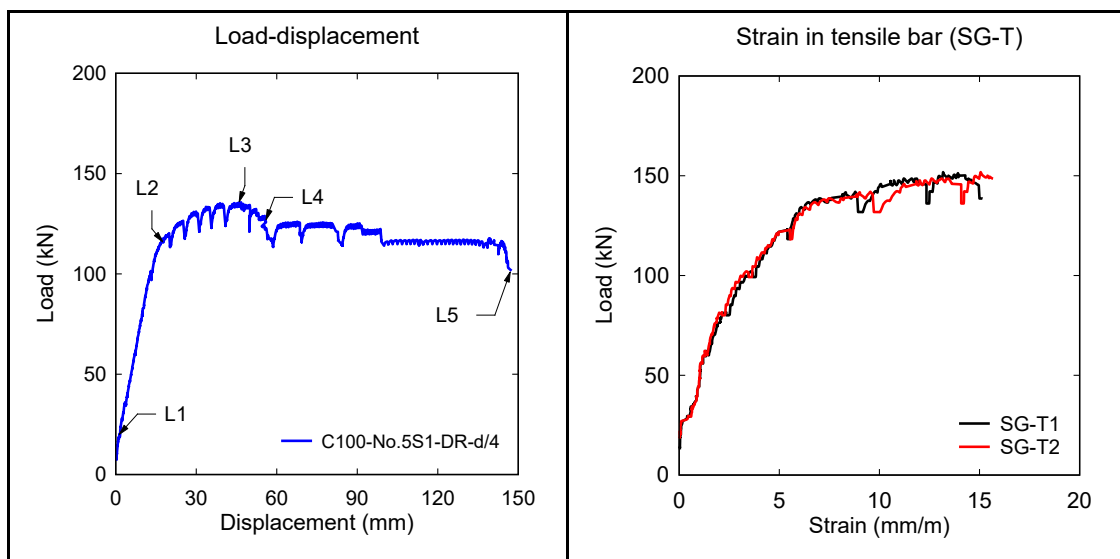 Load-displacement
200
150
100
50
0
Load (kN)
L1
L2
L3
L4
L5
C100-No.5S1-DR-d/4
0 30 60 90 120 150
Displacement (mm)
Strain in tensile bar (SG-T)
200
150
100
50
0
Load (kN)
SG-T1
SG-T2
0 5 10 15 20
Strain (mm/m)